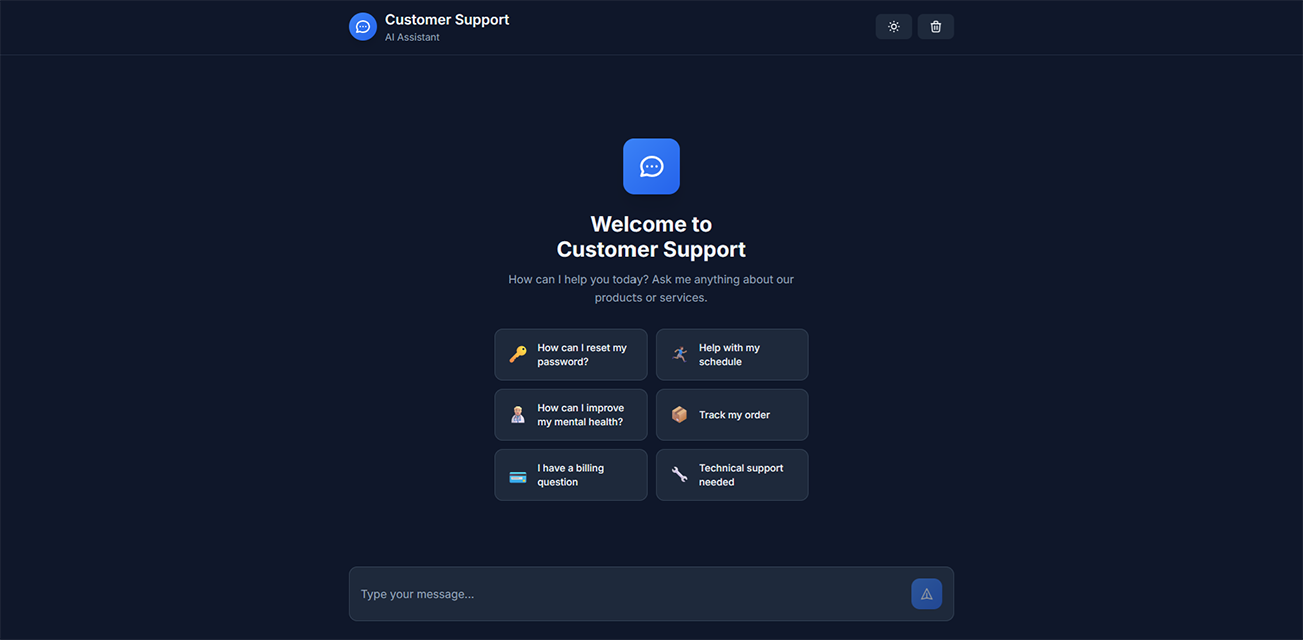 Customer Support
AI Assistant
Welcome to
Customer Support
How can I help you today? Ask me anything about our
products or services.
How can I reset my
password?
Help with my
schedule
How can I improve
my mental health?
Track my order
I have a billing
question
Technical support
needed
Type your message...